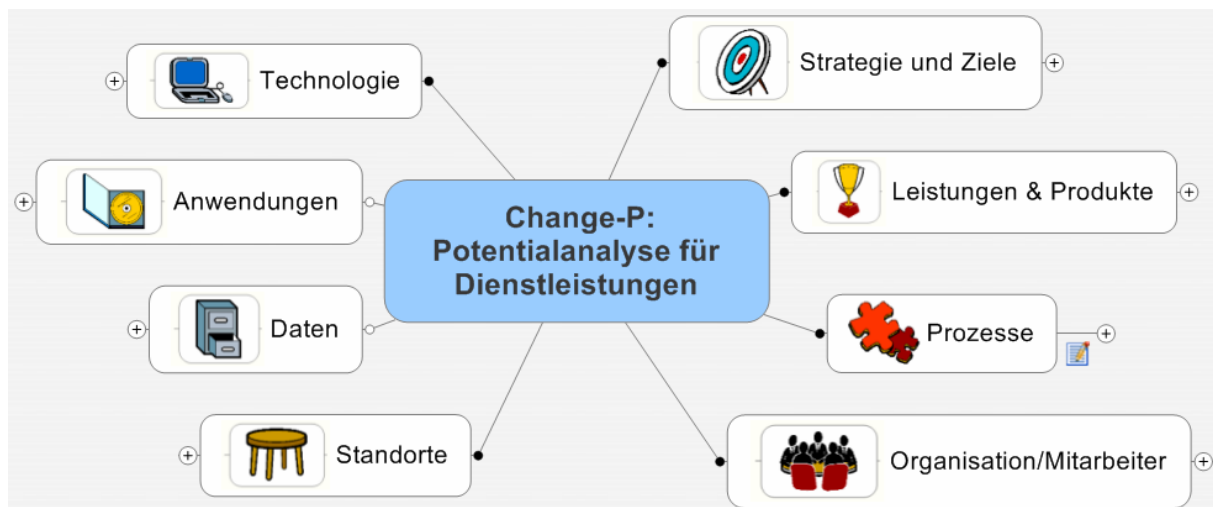 Technologie
Strategie und Ziele
Anwendungen
Leistungen & Produkte
Change-P:
Potentialanalyse für
Dienstleistungen
Daten
Prozesse
Standorte
Organisation/Mitarbeiter